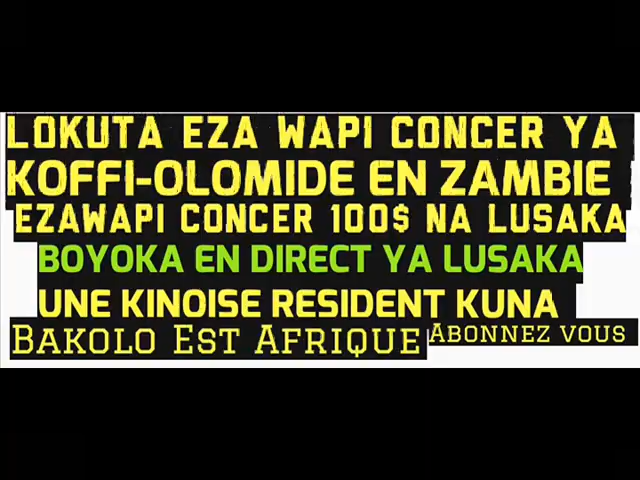 LOKUTA EZA WAPI CONCER YA
KOFFI-OLOMIDE EN ZAMBIE
EZAWAPI CONCER 100$ NA LUSAKA
BOYOKA EN DIRECT YA LUSAKA
UNE KINOISE RESIDENT KUNA
BAKOLO EST AFRIQUE ABONNEZ VOUS